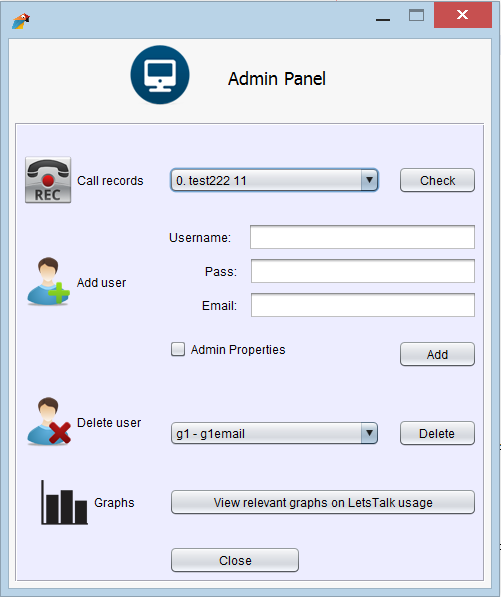 Admin Panel
REC
Call records
0. test222 11
Check
Username:
Pass:
Add user
Email:
Admin Properties
Add
Delete user
g1 - g1email
Delete
Graphs
View relevant graphs on LetsTalk usage
Close